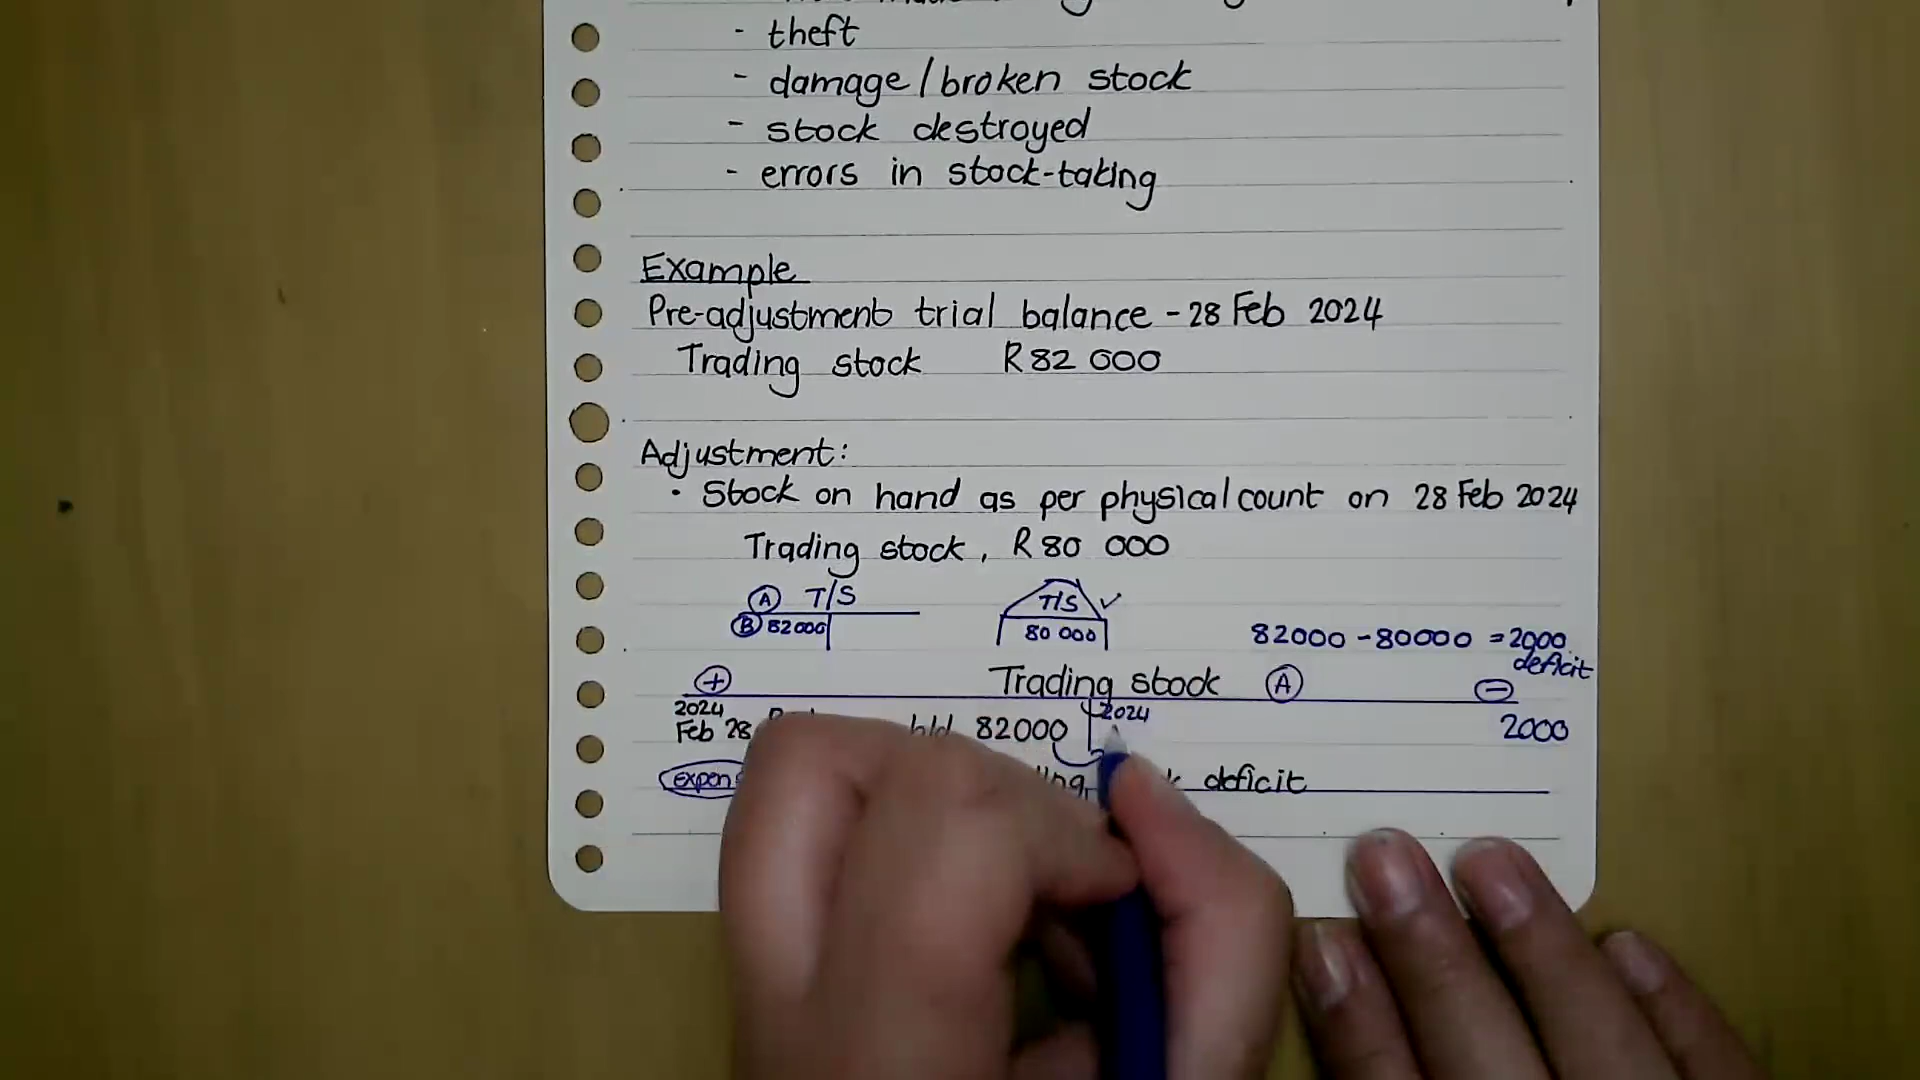 - theft
- damage/broken stock
- stock destroyed
- errors in stock-taking
Example
Pre-adjustment trial balance - 28 Feb 2024
Trading stock R82 000
Adjustment:
• Stock on hand as per physical count on 28 Feb 2024
Trading stock, R80 000
A T/S
T/S ✓
B 82000
80 000
82000 - 80000 = 2000
deficit
+ Trading stock A -
2024
2024
Feb 28 b/d 82000
2000
deficit